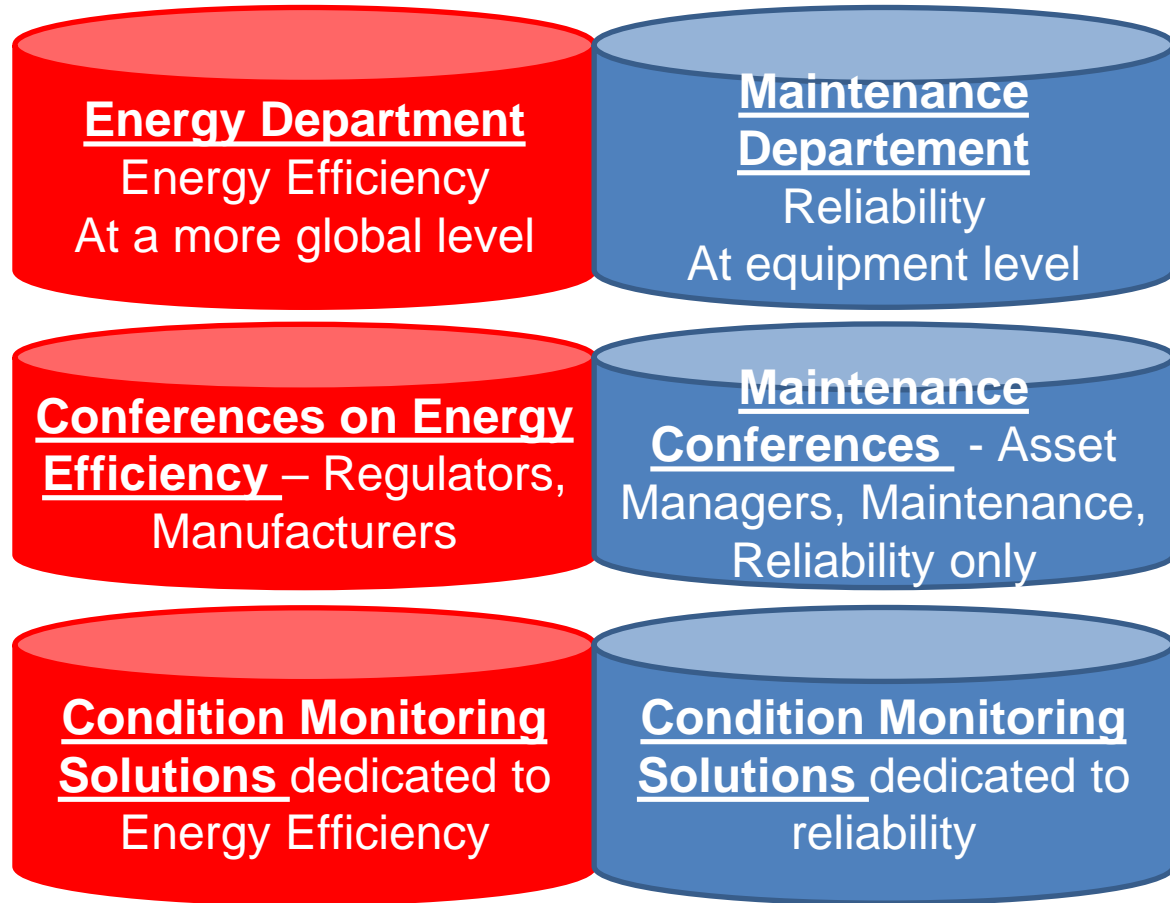 Energy Department
Energy Efficiency
At a more global level
Maintenance
Departement
Reliability
At equipment level
Conferences on Energy
Efficiency – Regulators,
Manufacturers
Maintenance
Conferences - Asset
Managers, Maintenance,
Reliability only
Condition Monitoring
Solutions dedicated to
Energy Efficiency
Condition Monitoring
Solutions dedicated to
reliability